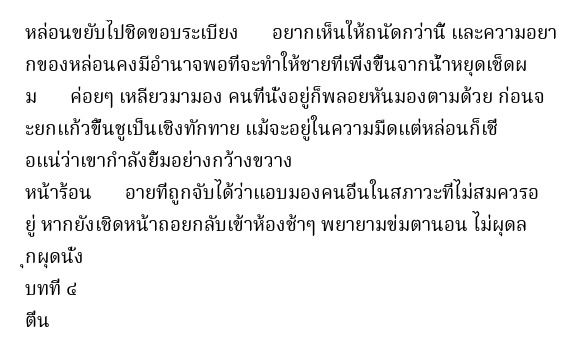 หล่อนขยับไปชิดขอบระเบียง อยากเห็นให้ถนัดกว่านี้ และความอยา
กของหล่อนคงมีอำนาจพอที่จะทำให้ชายที่เพิ่งขึ้นจากน้ำหยุดเช็ดผ
ม ค่อยๆ เหลียวมามอง คนที่นั่งอยู่ก็พลอยหันมองตามด้วย ก่อนจ
ะยกแก้วขึ้นชูเป็นเชิงทักทาย แม้จะอยู่ในความมืดแต่หล่อนก็เชื่
อแน่ว่าเขากำลังยิ้มอย่างกว้างขวาง
หน้าร้อน อายที่ถูกจับได้ว่าแอบมองคนอื่นในสภาวะที่ไม่สมควรอ
ยู่ หากยังเชิดหน้าถอยกลับเข้าห้องช้าๆ พยายามข่มตานอน ไม่ผุดล
ุกผุดนั่ง
บทที่ ๔
ตื่น